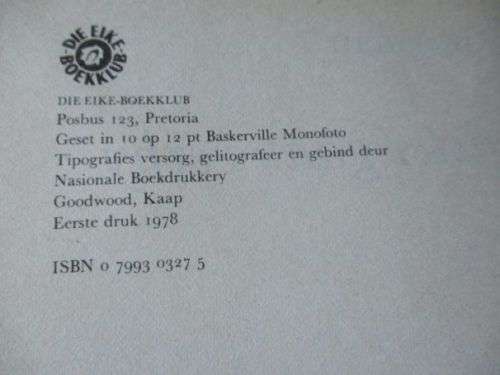 DIE EIKE-
BOEKKLUB
DIE EIKE-BOEKKLUB
Posbus 123, Pretoria
Geset in 10 op 12 pt Baskerville Monofoto
Tipografies versorg, gelitografeer en gebind deur
Nasionale Boekdrukkery
Goodwood, Kaap
Eerste druk 1978
ISBN 0 7993 0327 5